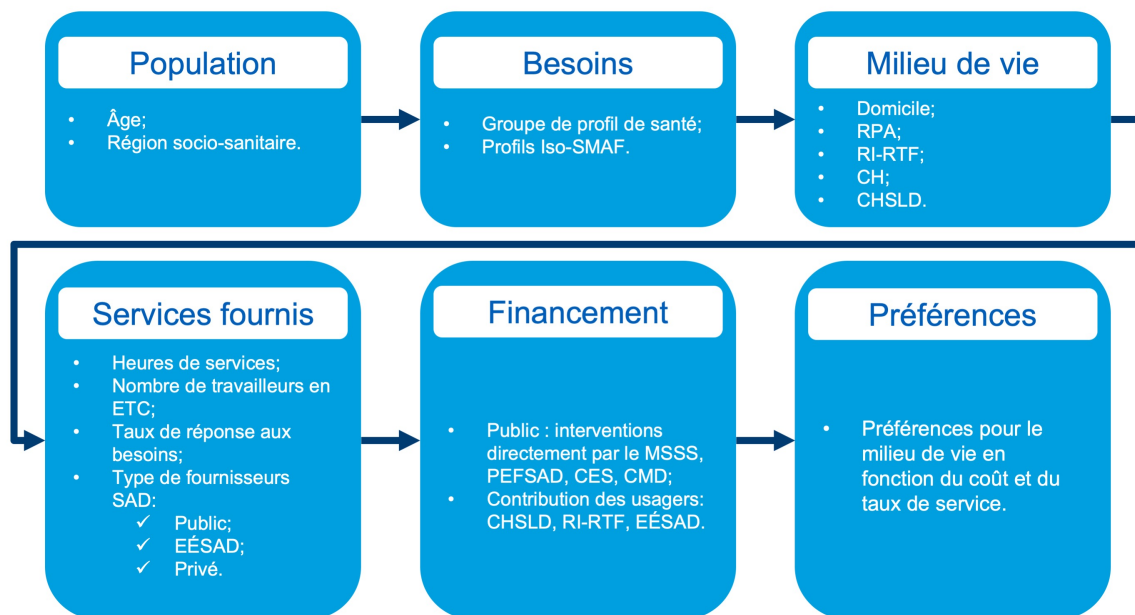 Population
• Âge;
• Région socio-sanitaire.
Besoins
• Groupe de profil de santé;
• Profils Iso-SMAF.
Milieu de vie
• Domicile;
• RPA;
• RI-RTF;
• CH;
• CHSLD.
Services fournis
• Heures de services;
• Nombre de travailleurs en
ETC;
• Taux de réponse aux
besoins;
• Type de fournisseurs
SAD:
✓ Public;
✓ EÉSAD;
✓ Privé.
Financement
• Public : interventions
directement par le MSSS,
PEFSAD, CES, CMD;
• Contribution des usagers:
CHSLD, RI-RTF, EÉSAD.
Préférences
• Préférences pour le
milieu de vie en
fonction du coût et du
taux de service.